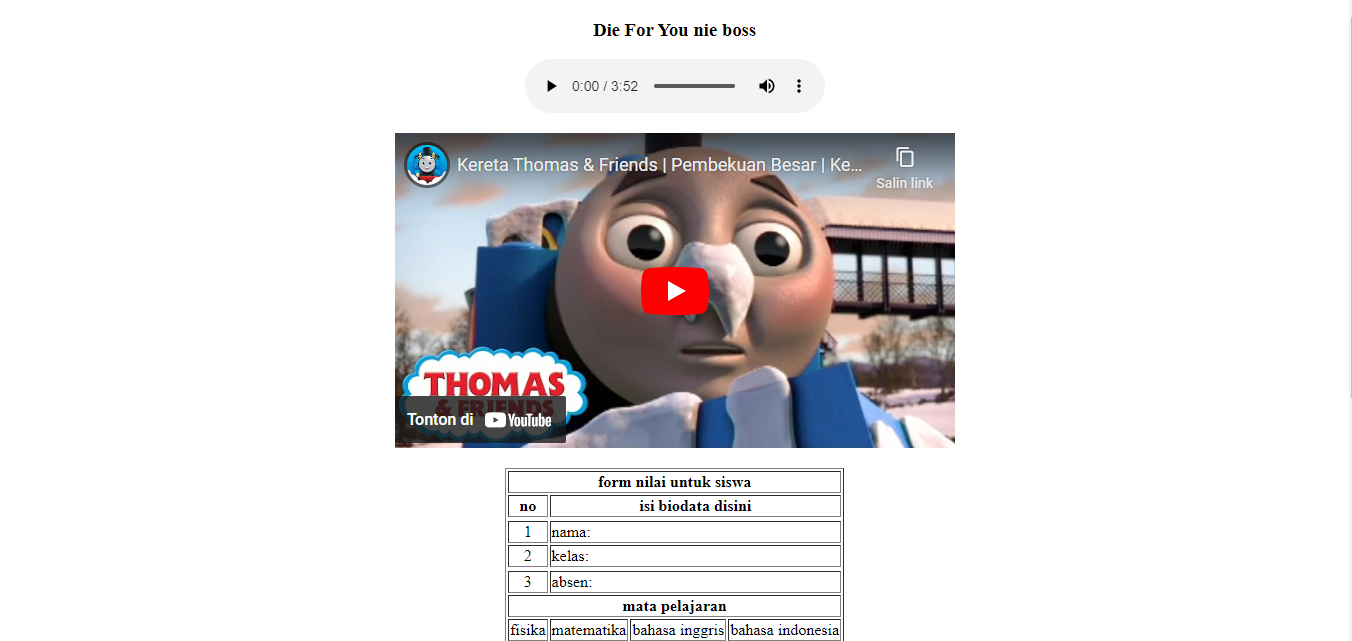 Die For You nie boss
0:00 / 3:52
Kereta Thomas & Friends | Pembekuan Besar | Ke...
Salin link
THOMAS
& FRIENDS
Tonton di YouTube
form nilai untuk siswa
no isi biodata disini
1 nama:
2 kelas:
3 absen:
mata pelajaran
fisika matematika bahasa inggris bahasa indonesia